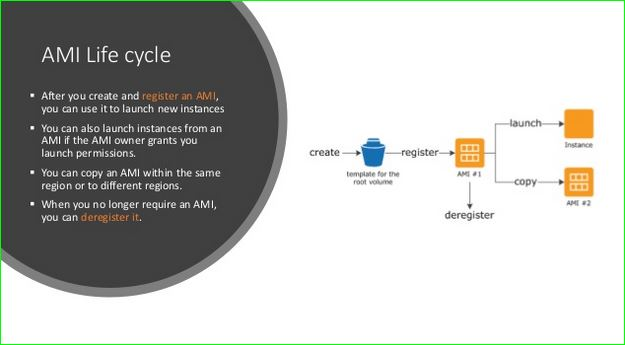 AMI Life cycle
▪ After you create and register an AMI,
you can use it to launch new instances
▪ You can also launch instances from an
AMI if the AMI owner grants you
launch permissions.
▪ You can copy an AMI within the same
region or to different regions.
▪ When you no longer require an AMI,
you can deregister it.
create
template for the
root volume
register
AMI #1
deregister
launch
Instance
copy
AMI #2